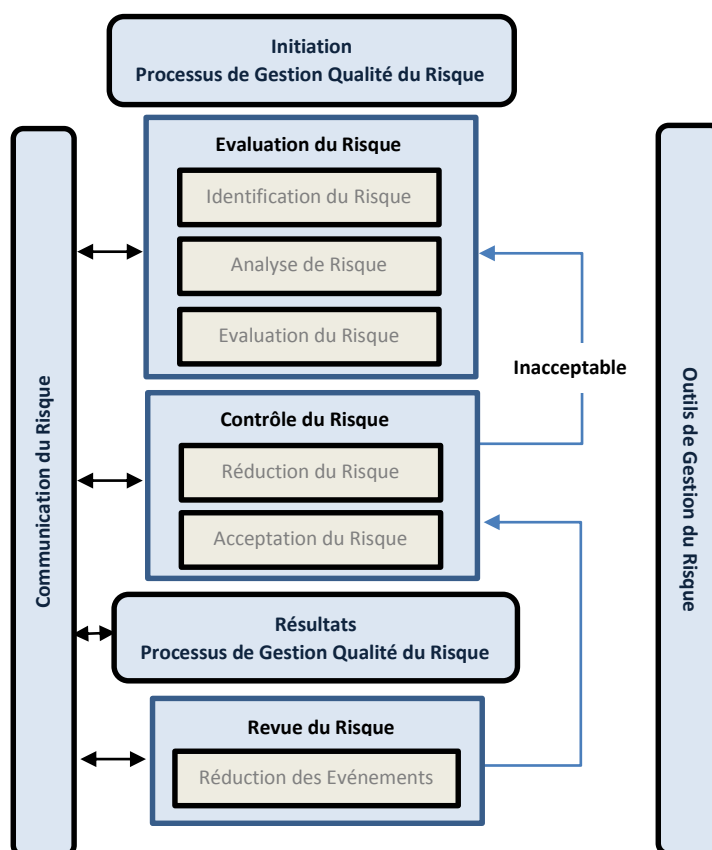 Initiation
Processus de Gestion Qualité du Risque
Communication du Risque
Evaluation du Risque
Identification du Risque
Analyse de Risque
Evaluation du Risque
Inacceptable
Contrôle du Risque
Réduction du Risque
Acceptation du Risque
Résultats
Processus de Gestion Qualité du Risque
Revue du Risque
Réduction des Evénements
Outils de Gestion du Risque